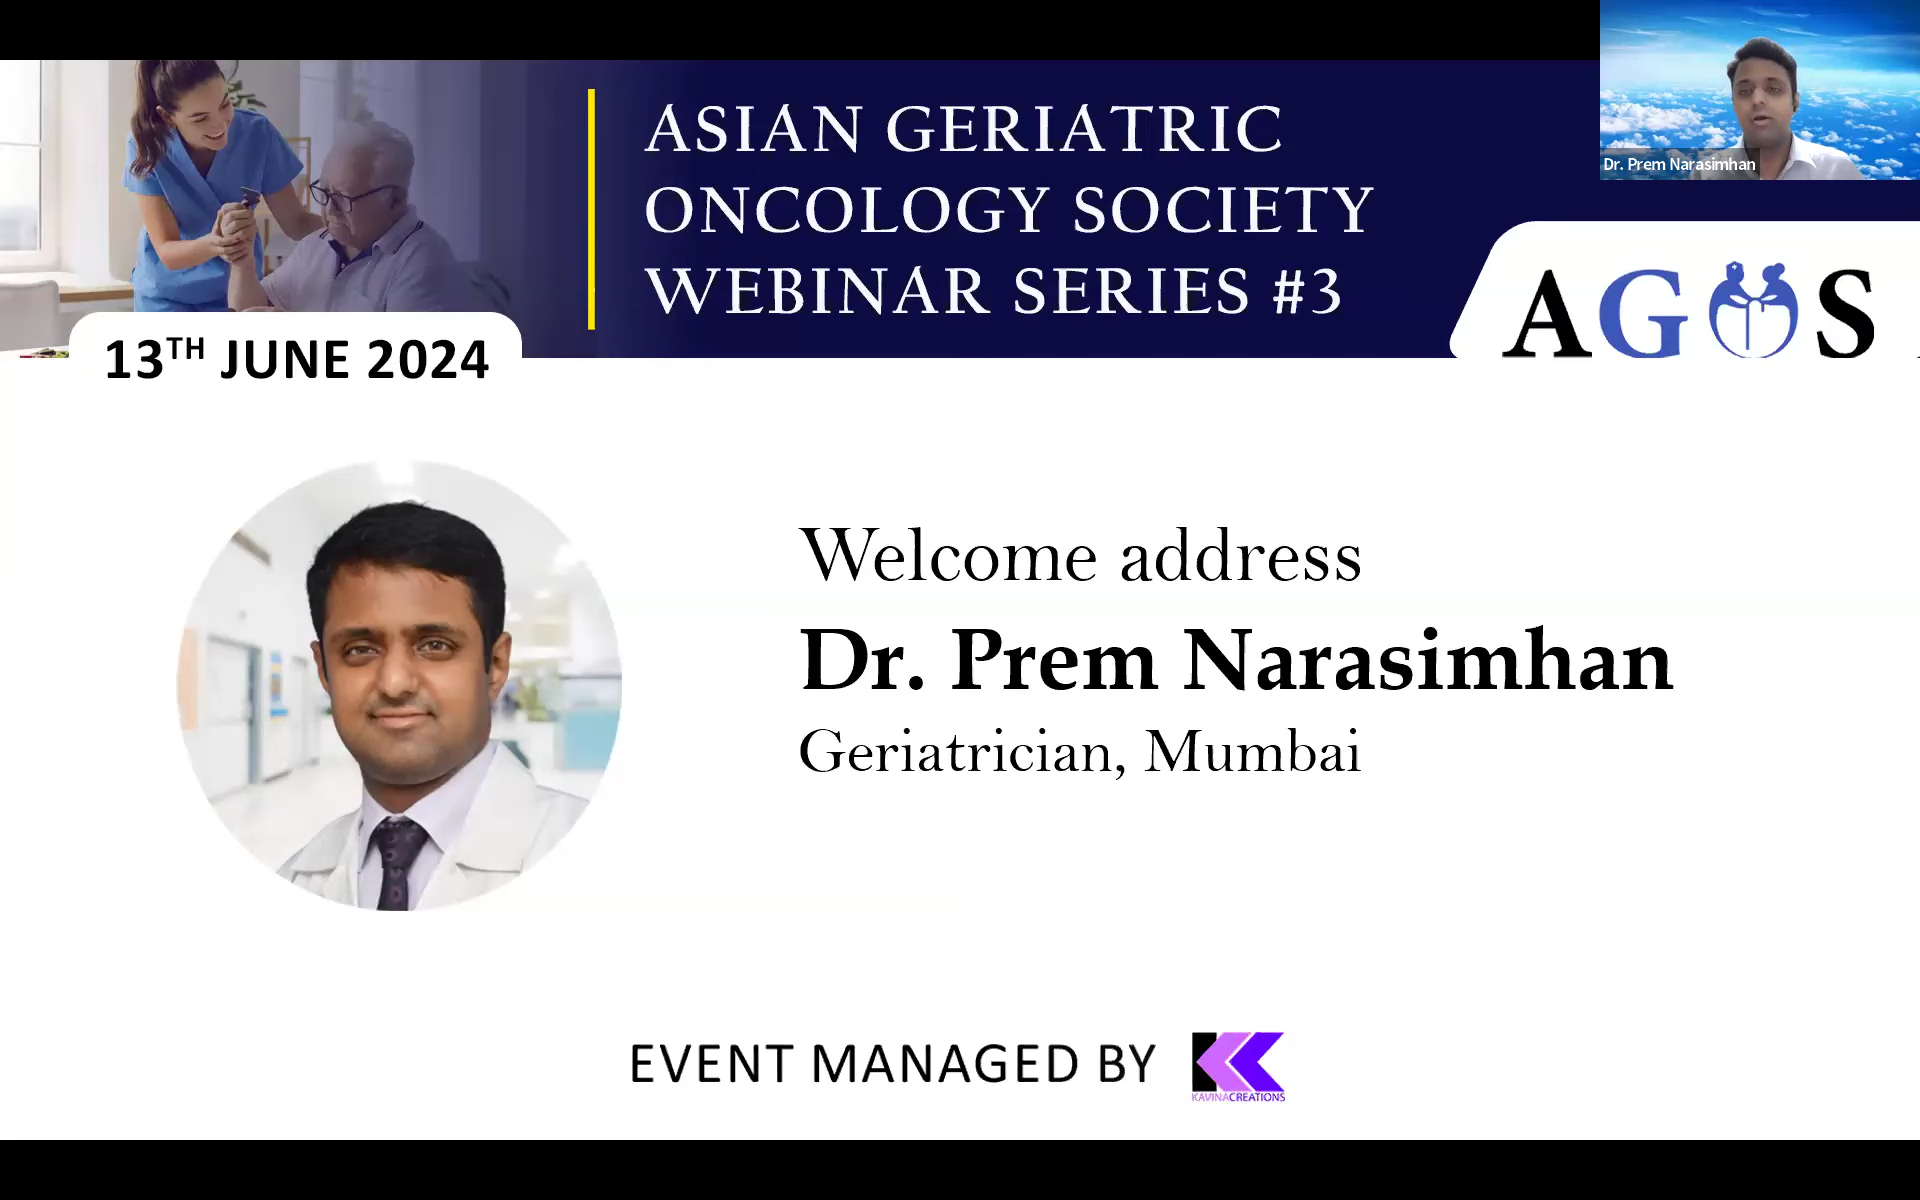 ASIAN GERIATRIC
ONCOLOGY SOCIETY
WEBINAR SERIES #3
Dr. Prem Narasimhan
AGOS
13TH JUNE 2024
Welcome address
Dr. Prem Narasimhan
Geriatrician, Mumbai
EVENT MANAGED BY
KAVINACREATIONS